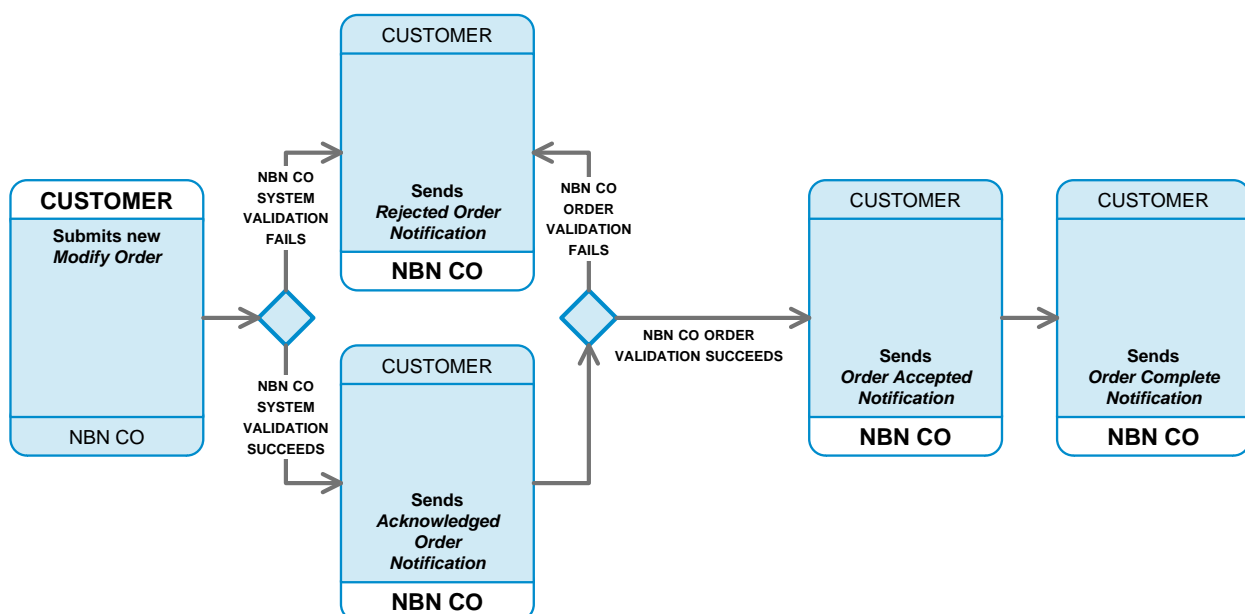 CUSTOMER
Submits new
Modify Order
NBN CO
NBN CO
SYSTEM
VALIDATION
FAILS
CUSTOMER
Sends
Rejected Order
Notification
NBN CO
NBN CO
SYSTEM
VALIDATION
SUCCEEDS
CUSTOMER
Sends
Acknowledged
Order
Notification
NBN CO
NBN CO
ORDER
VALIDATION
FAILS
NBN CO ORDER
VALIDATION SUCCEEDS
CUSTOMER
Sends
Order Accepted
Notification
NBN CO
CUSTOMER
Sends
Order Complete
Notification
NBN CO